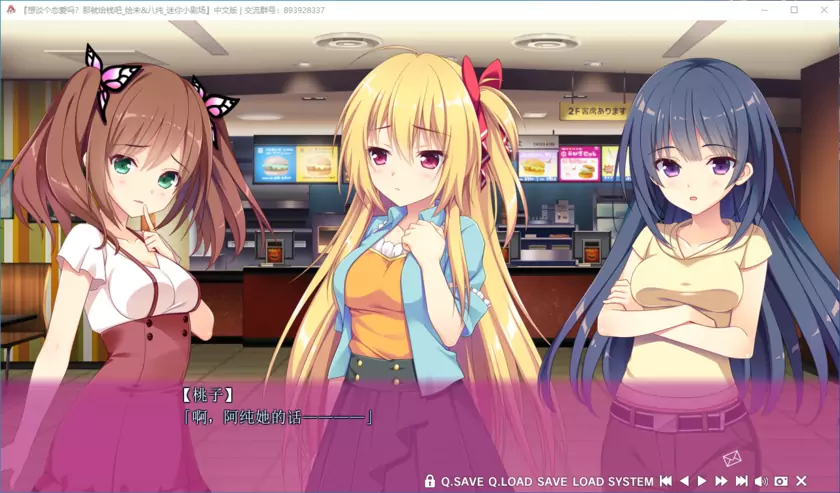 『想谈个恋爱吗？那就给钱吧_绘未&八纯_迷你小剧场』中文版 | 交流群号：893928337
2F 客席あります
【桃子】
「啊，阿纯她的话————」
Q.SAVE Q.LOAD SAVE LOAD SYSTEM